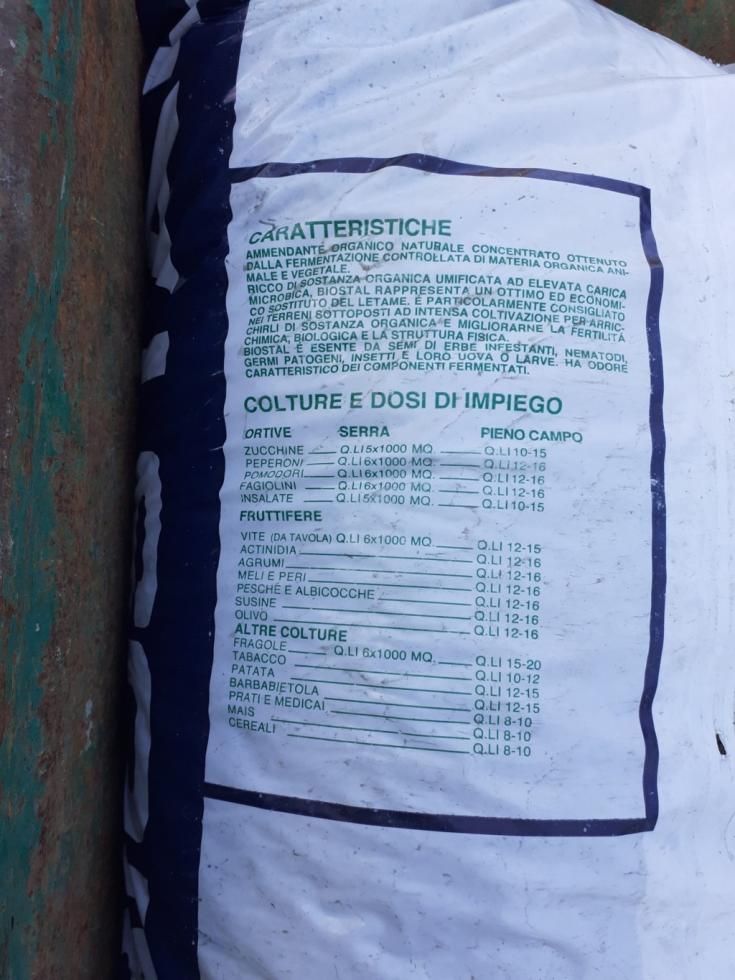 CARATTERISTICHE
AMMENDANTE ORGANICO NATURALE CONCENTRATO OTTENUTO
DALLA FERMENTAZIONE CONTROLLATA DI MATERIA ORGANICA ANI-
MALE E VEGETALE.
RICCO DI SOSTANZA ORGANICA UMIFICATA AD ELEVATA CARICA
MICROBICA, BIOSTAL RAPPRESENTA UN OTTIMO ED ECONOMI-
CO SOSTITUTO DEL LETAME. È PARTICOLARMENTE CONSIGLIATO
NEI TERRENI SOTTOPOSTI AD INTENSA COLTIVAZIONE PER ARRIC-
CHIRLI DI SOSTANZA ORGANICA E MIGLIORARNE LA FERTILITÀ
CHIMICA, BIOLOGICA E LA STRUTTURA FISICA.
BIOSTAL È ESENTE DA SEMI DI ERBE INFESTANTI, NEMATODI,
GERMI PATOGENI, INSETTI E LORO UOVA O LARVE. HA ODORE
CARATTERISTICO DEI COMPONENTI FERMENTATI.
COLTURE E DOSI DI IMPIEGO
ORTIVE SERRA PIENO CAMPO
ZUCCHINE Q.LI 5x1000 MQ. Q.LI 10-15
PEPERONI Q.LI 6x1000 MQ. Q.LI 12-16
POMODORI Q.LI 6x1000 MQ. Q.LI 12-16
FAGIOLINI Q.LI 6x1000 MQ. Q.LI 12-16
INSALATE Q.LI 5x1000 MQ. Q.LI 10-15
FRUTTIFERE
VITE (DA TAVOLA) Q.LI 6x1000 MQ. Q.LI 12-15
ACTINIDIA Q.LI 12-16
AGRUMI Q.LI 12-16
MELI E PERI Q.LI 12-16
PESCHE E ALBICOCCHE Q.LI 12-16
SUSINE Q.LI 12-16
OLIVO Q.LI 12-16
ALTRE COLTURE
FRAGOLE Q.LI 6x1000 MQ. Q.LI 15-20
TABACCO Q.LI 10-12
PATATA Q.LI 12-15
BARBABIETOLA Q.LI 12-15
PRATI E MEDICAI Q.LI 8-10
MAIS Q.LI 8-10
CEREALI Q.LI 8-10